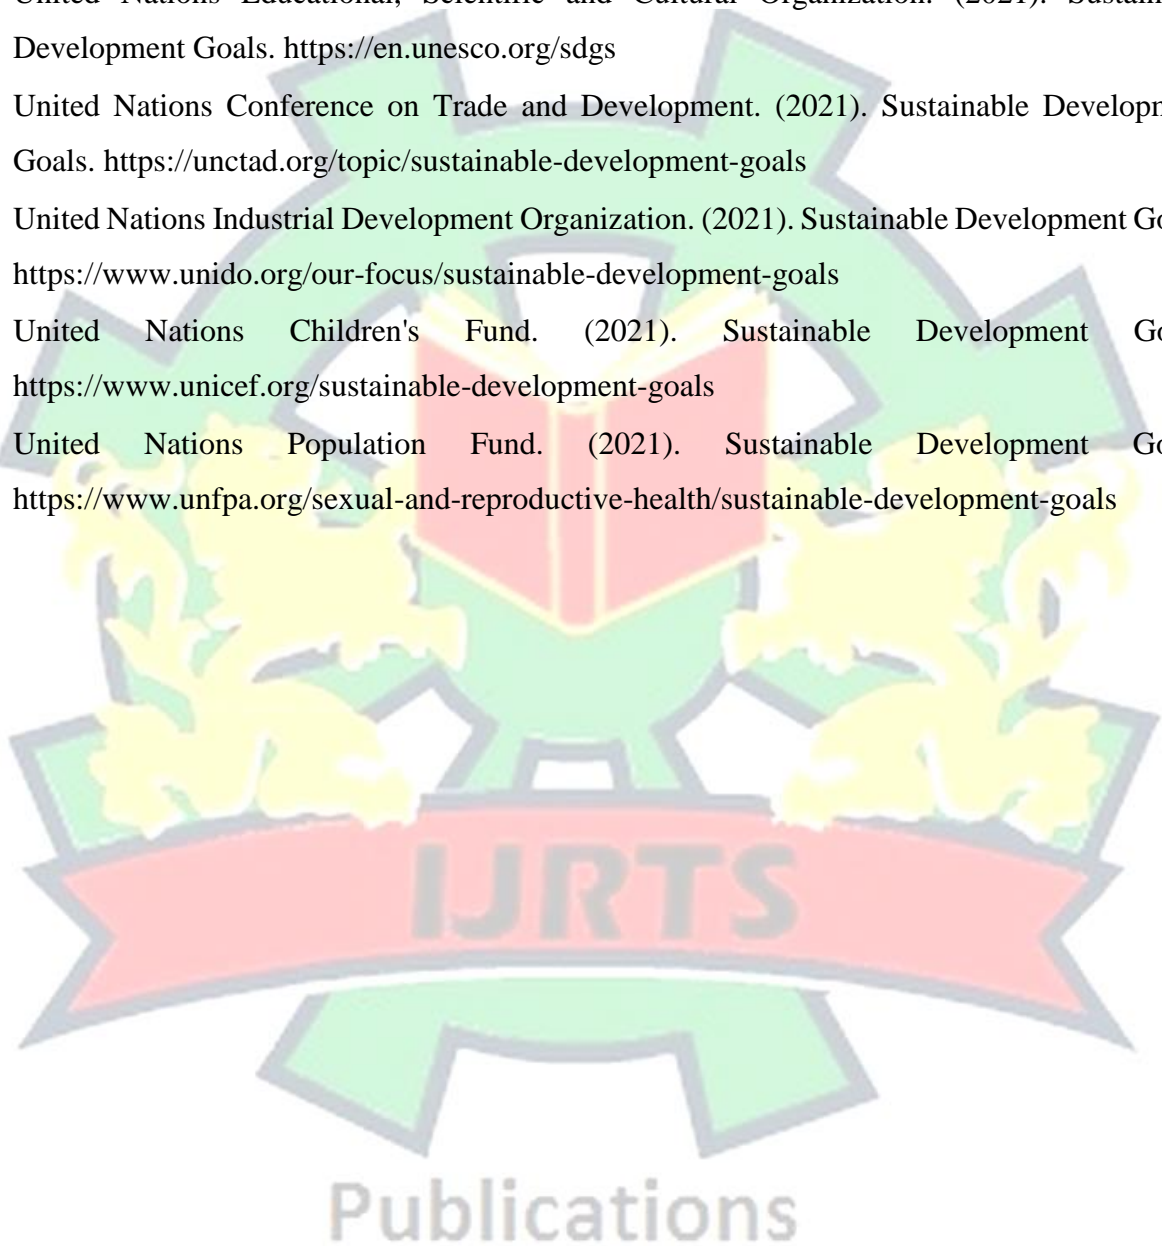 United Nations Educational, Scientific and Cultural Organization. (2021). Sustain
Development Goals. https://en.unesco.org/sdgs
United Nations Conference on Trade and Development. (2021). Sustainable Developm
Goals. https://unctad.org/topic/sustainable-development-goals
United Nations Industrial Development Organization. (2021). Sustainable Development Go
https://www.unido.org/our-focus/sustainable-development-goals
United Nations Children's Fund. (2021). Sustainable Development Go
https://www.unicef.org/sustainable-development-goals
United Nations Population Fund. (2021). Sustainable Development Go
https://www.unfpa.org/sexual-and-reproductive-health/sustainable-development-goals
IJRTS
Publications